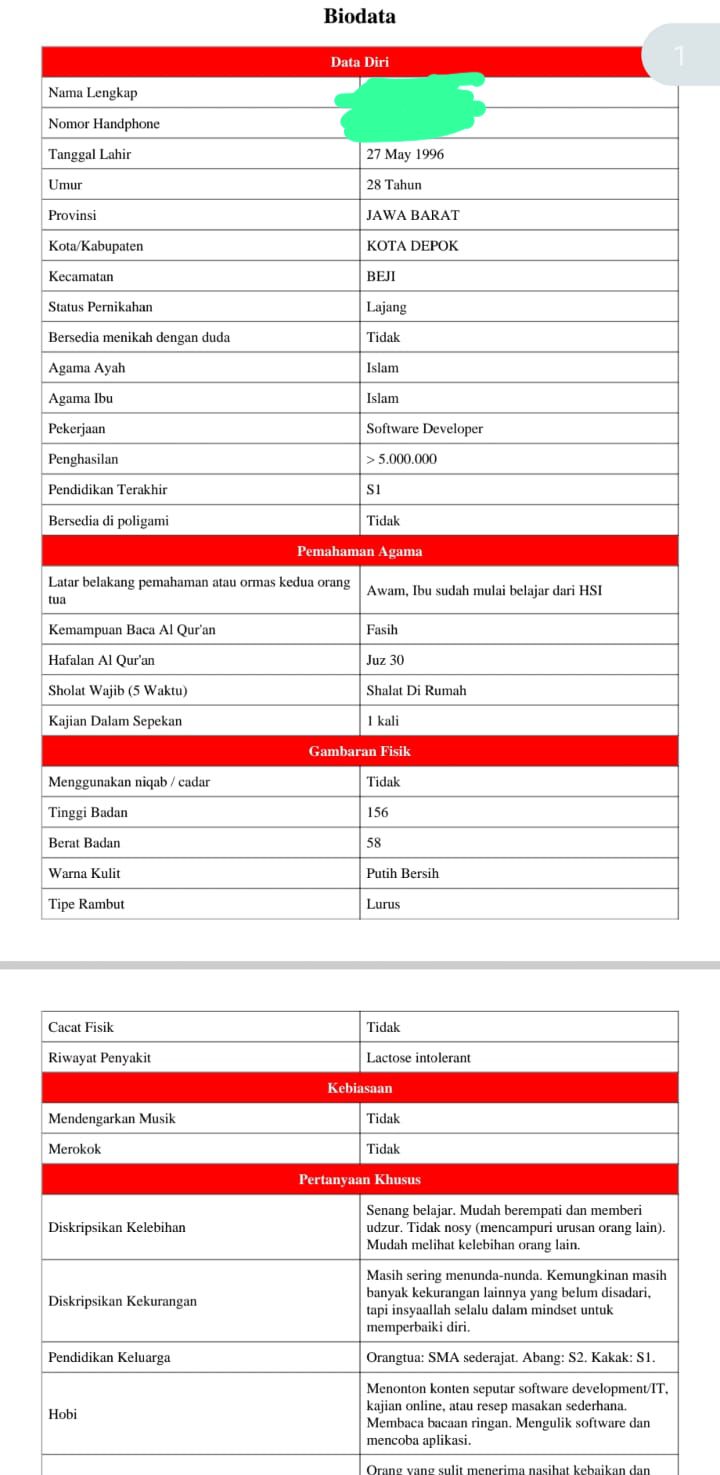 Biodata
1
Data Diri
Nama Lengkap
Nomor Handphone
Tanggal Lahir 27 May 1996
Umur 28 Tahun
Provinsi JAWA BARAT
Kota/Kabupaten KOTA DEPOK
Kecamatan BEJI
Status Pernikahan Lajang
Bersedia menikah dengan duda Tidak
Agama Ayah Islam
Agama Ibu Islam
Pekerjaan Software Developer
Penghasilan > 5.000.000
Pendidikan Terakhir S1
Bersedia di poligami Tidak
Pemahaman Agama
Latar belakang pemahaman atau ormas kedua orang
tua
Awam, Ibu sudah mulai belajar dari HSI
Kemampuan Baca Al Qur'an Fasih
Hafalan Al Qur'an Juz 30
Sholat Wajib (5 Waktu) Shalat Di Rumah
Kajian Dalam Sepekan 1 kali
Gambaran Fisik
Menggunakan niqab / cadar Tidak
Tinggi Badan 156
Berat Badan 58
Warna Kulit Putih Bersih
Tipe Rambut Lurus
Cacat Fisik Tidak
Riwayat Penyakit Lactose intolerant
Kebiasaan
Mendengarkan Musik Tidak
Merokok Tidak
Pertanyaan Khusus
Diskripsikan Kelebihan
Senang belajar. Mudah berempati dan memberi
udzur. Tidak nosy (mencampuri urusan orang lain).
Mudah melihat kelebihan orang lain.
Diskripsikan Kekurangan
Masih sering menunda-nunda. Kemungkinan masih
banyak kekurangan lainnya yang belum disadari,
tapi insyaallah selalu dalam mindset untuk
memperbaiki diri.
Pendidikan Keluarga Orangtua: SMA sederajat. Abang: S2. Kakak: S1.
Hobi
Menonton konten seputar software development/IT,
kajian online, atau resep masakan sederhana.
Membaca bacaan ringan. Mengulik software dan
mencoba aplikasi.
Orang yang sulit menerima nasihat kebaikan dan